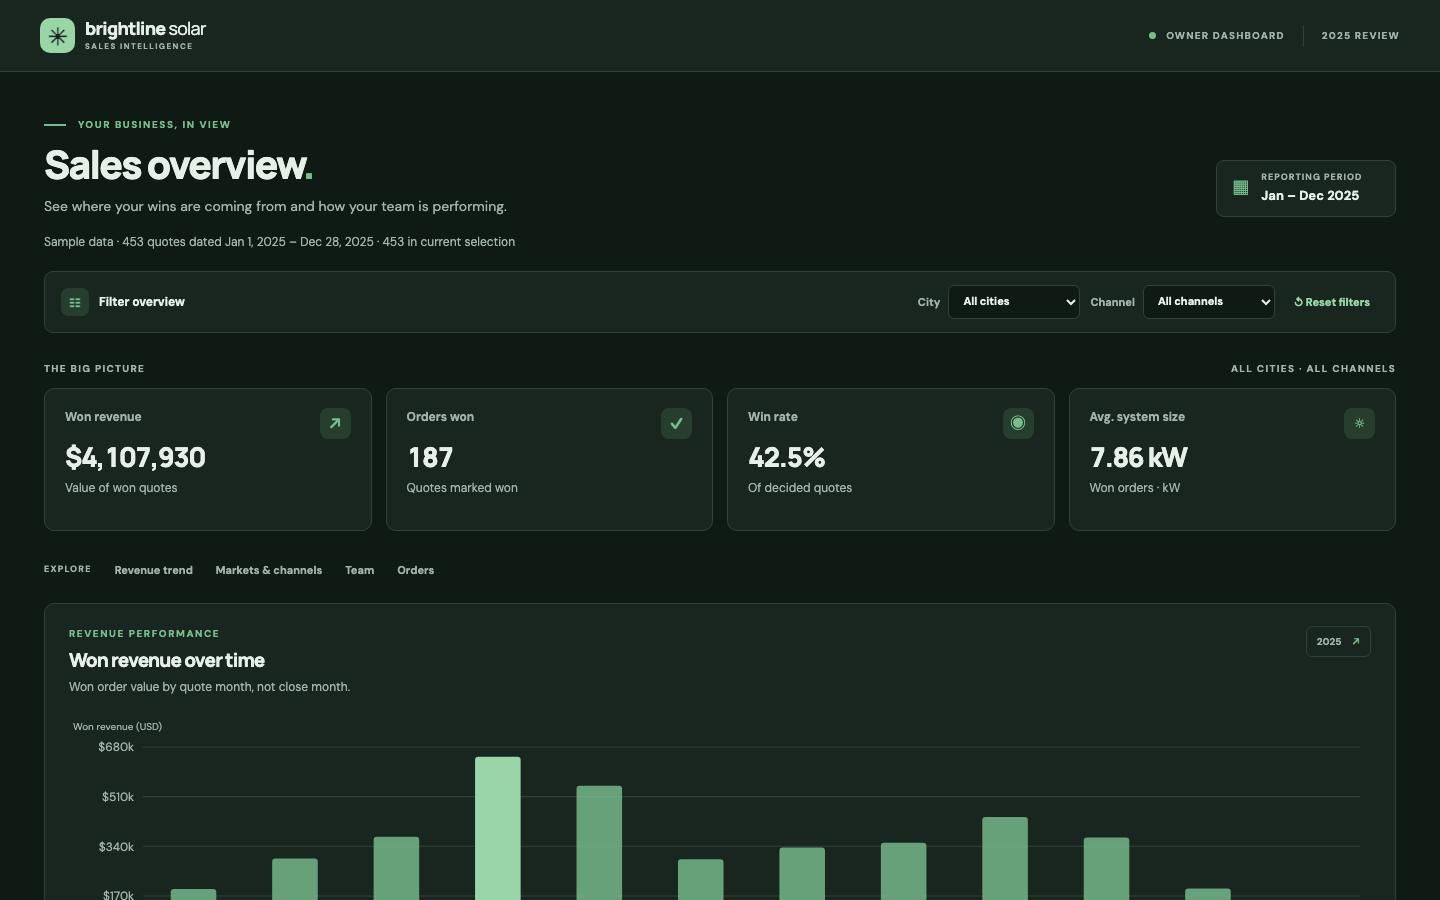 brightline solar
SALES INTELLIGENCE
OWNER DASHBOARD
2025 REVIEW
YOUR BUSINESS, IN VIEW
Sales overview.
See where your wins are coming from and how your team is performing.
REPORTING PERIOD
Jan – Dec 2025
Sample data · 453 quotes dated Jan 1, 2025 – Dec 28, 2025 · 453 in current selection
Filter overview
City
All cities
Channel
All channels
↺ Reset filters
THE BIG PICTURE
ALL CITIES · ALL CHANNELS
Won revenue
$4,107,930
Value of won quotes
Orders won
187
Quotes marked won
Win rate
42.5%
Of decided quotes
Avg. system size
7.86 kW
Won orders · kW
EXPLORE
Revenue trend
Markets & channels
Team
Orders
REVENUE PERFORMANCE
Won revenue over time
Won order value by quote month, not close month.
2025 ↗
Won revenue (USD)
$680k
$510k
$340k
$170k